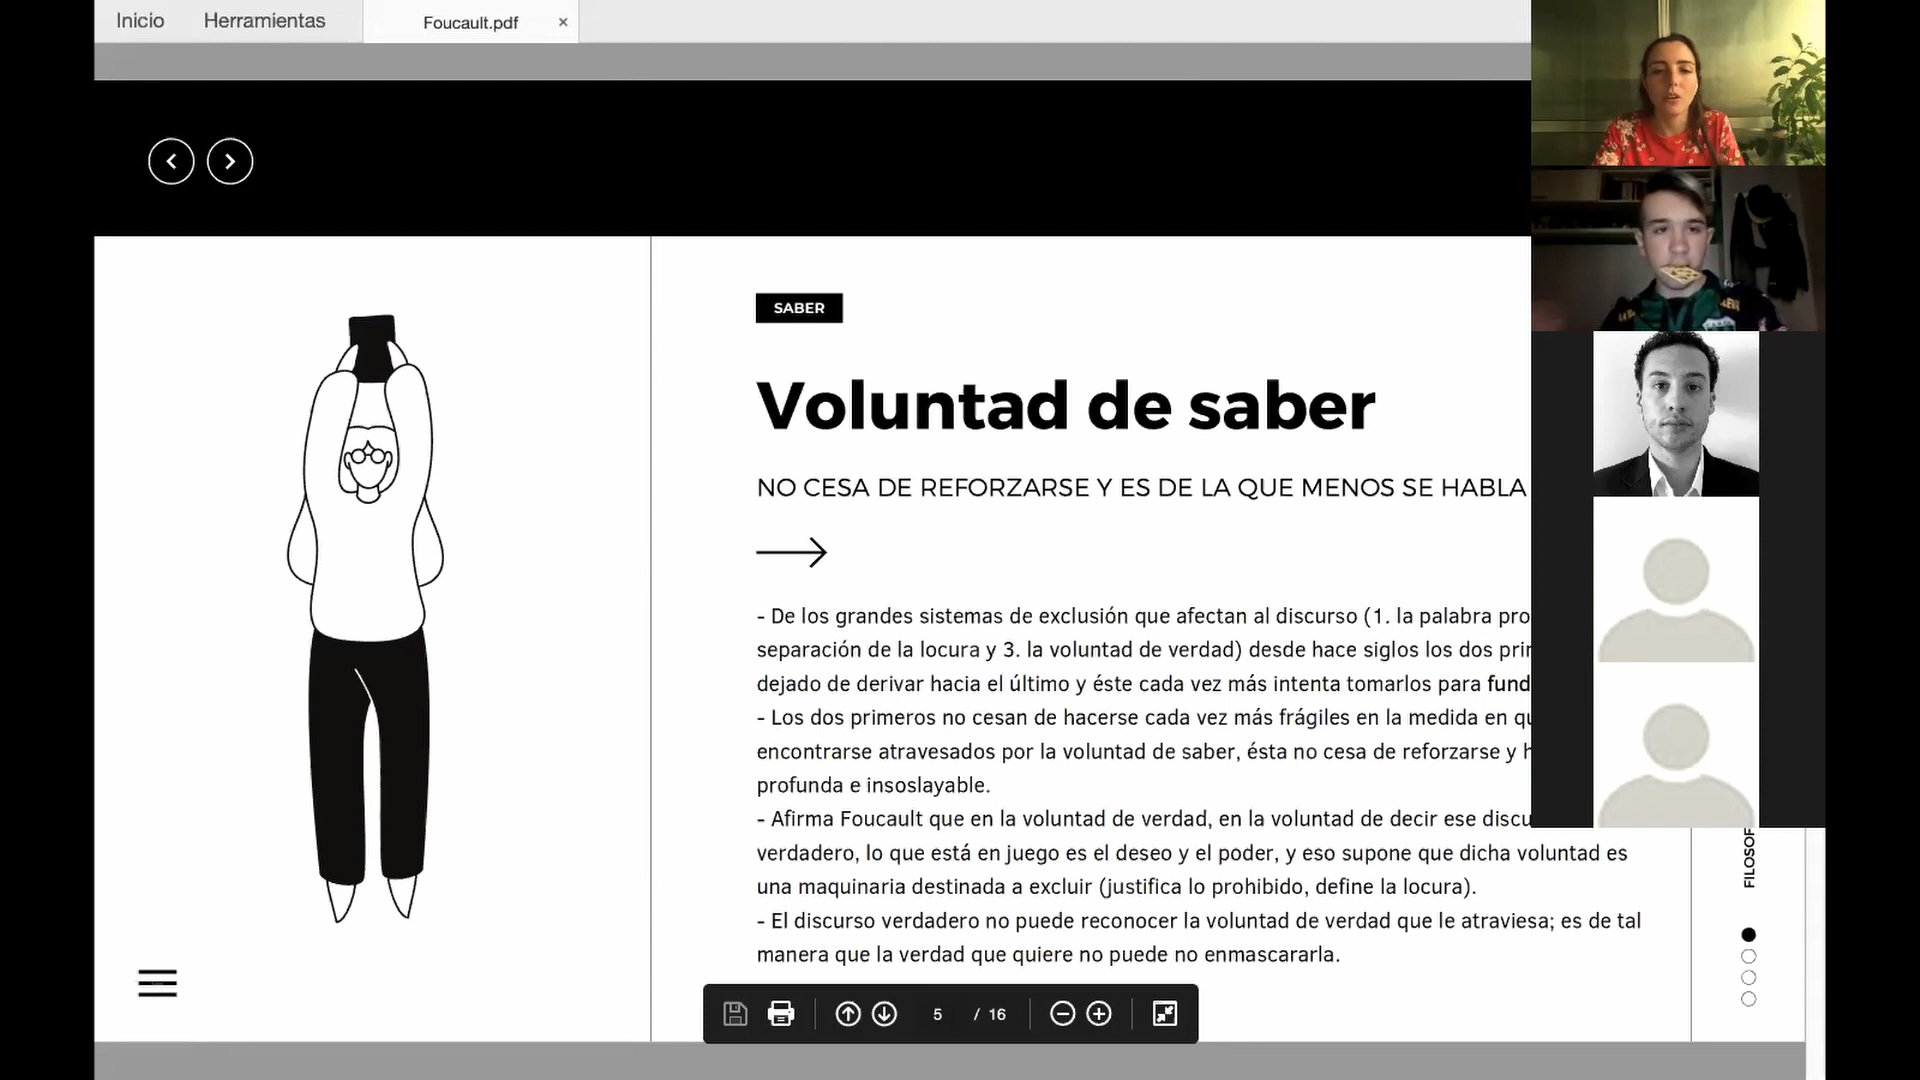 Inicio Herramientas Foucault.pdf ×
SABER
Voluntad de saber
NO CESA DE REFORZARSE Y ES DE LA QUE MENOS SE HABLA
- De los grandes sistemas de exclusión que afectan al discurso (1. la palabra
separación de la locura y 3. la voluntad de verdad) desde hace siglos los dos
dejado de derivar hacia el último y éste cada vez más intenta tomarlos para
- Los dos primeros no cesan de hacerse cada vez más frágiles en la medida en
encontrarse atravesados por la voluntad de saber, ésta no cesa de reforzarse y
profunda e insoslayable.
- Afirma Foucault que en la voluntad de verdad, en la voluntad de decir ese
verdadero, lo que está en juego es el deseo y el poder, y eso supone que dicha voluntad es
una maquinaria destinada a excluir (justifica lo prohibido, define la locura).
- El discurso verdadero no puede reconocer la voluntad de verdad que le atraviesa; es de tal
manera que la verdad que quiere no puede no enmascararla.
5 / 16